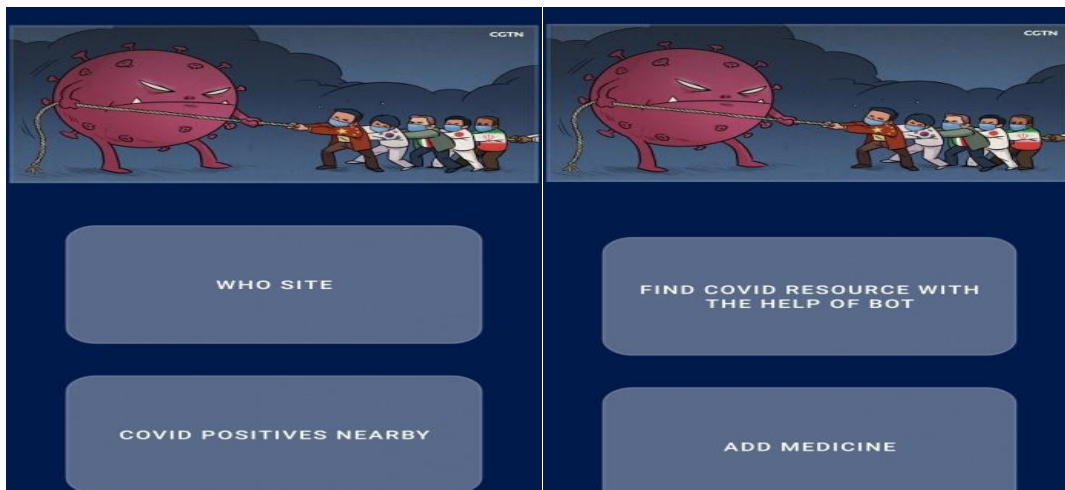 CGTN
WHO SITE
COVID POSITIVES NEARBY
CGTN
FIND COVID RESOURCE WITH
THE HELP OF BOT
ADD MEDICINE